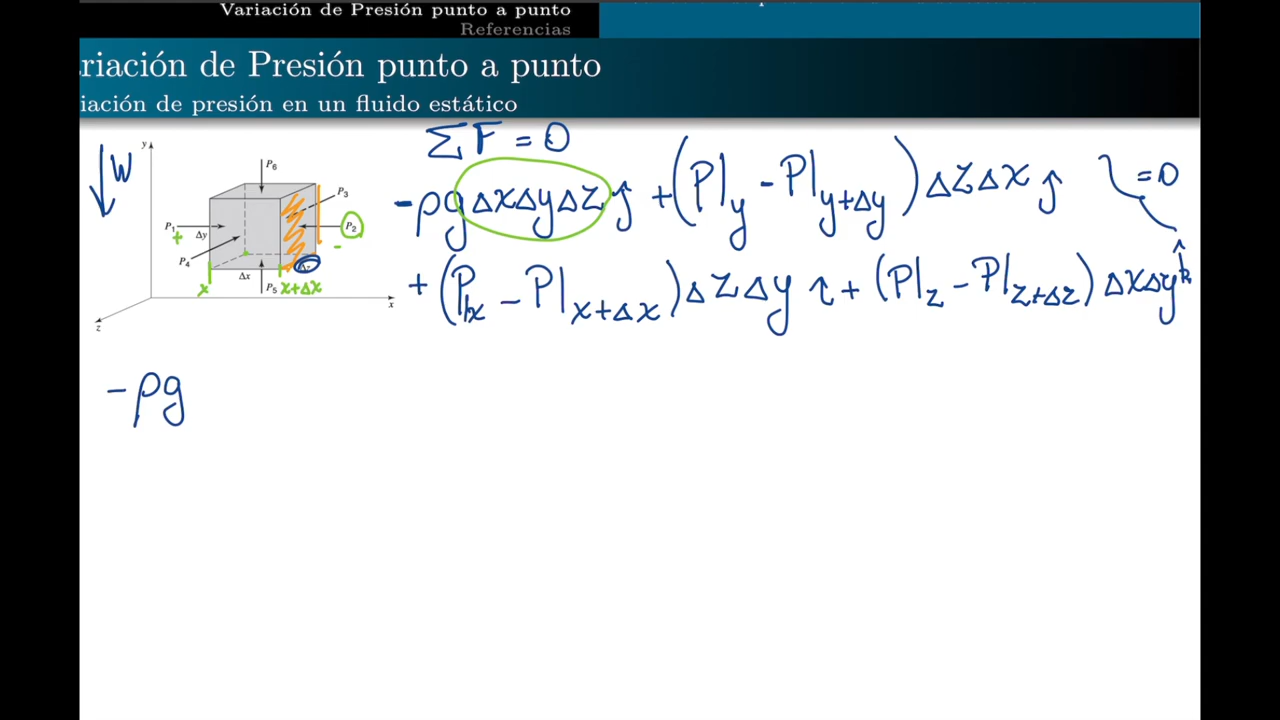 Variación de Presión punto a punto
Referencias
riación de Presión punto a punto
iación de presión en un fluido estático
ΣF = 0
-ρgΔxΔyΔz ĵ + (P|y - P|y+Δy) ΔzΔx ĵ
+ (P|x - P|x+Δx) ΔzΔy î + (P|z - P|z+Δz) ΔxΔy k̂ = 0
W
y
P₆
P₃
P₁
+
Δy
P₂
-
P₄
Δx
P₅
x
x+Δx
x
z
-ρg